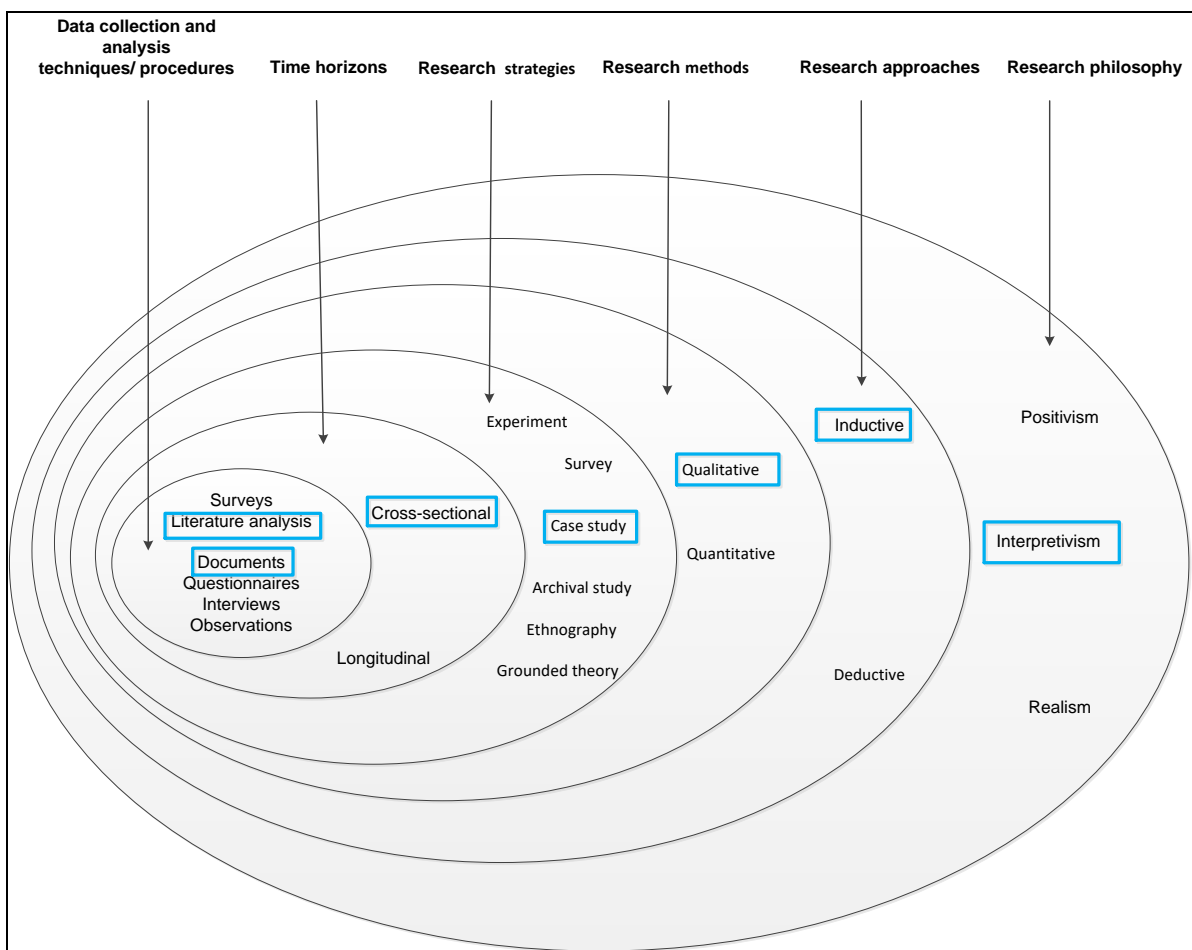 Data collection and
analysis
techniques/ procedures
Time horizons
Research strategies
Research methods
Research approaches
Research philosophy
Surveys
Literature analysis
Documents
Questionnaires
Interviews
Observations
Cross-sectional
Longitudinal
Experiment
Survey
Case study
Archival study
Ethnography
Grounded theory
Qualitative
Quantitative
Inductive
Deductive
Positivism
Interpretivism
Realism